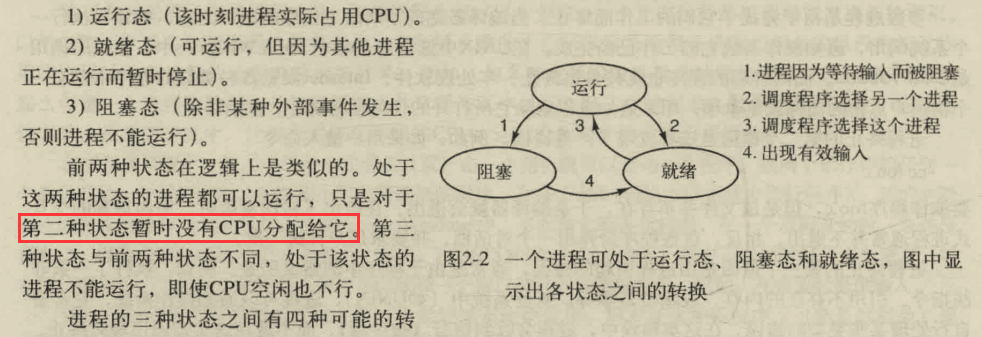 1) 运行态（该时刻进程实际占用CPU）。
2) 就绪态（可运行，但因为其他进程
正在运行而暂时停止）。
3) 阻塞态（除非某种外部事件发生，
否则进程不能运行）。
前两种状态在逻辑上是类似的。处于
这两种状态的进程都可以运行，只是对于
第二种状态暂时没有CPU分配给它。第三
种状态与前两种状态不同，处于该状态的
进程不能运行，即使CPU空闲也不行。
进程的三种状态之间有四种可能的转
运行
1
3
2
阻塞
就绪
4
1.进程因为等待输入而被阻塞
2. 调度程序选择另一个进程
3. 调度程序选择这个进程
4. 出现有效输入
图2-2 一个进程可处于运行态、阻塞态和就绪态，图中显
示出各状态之间的转换